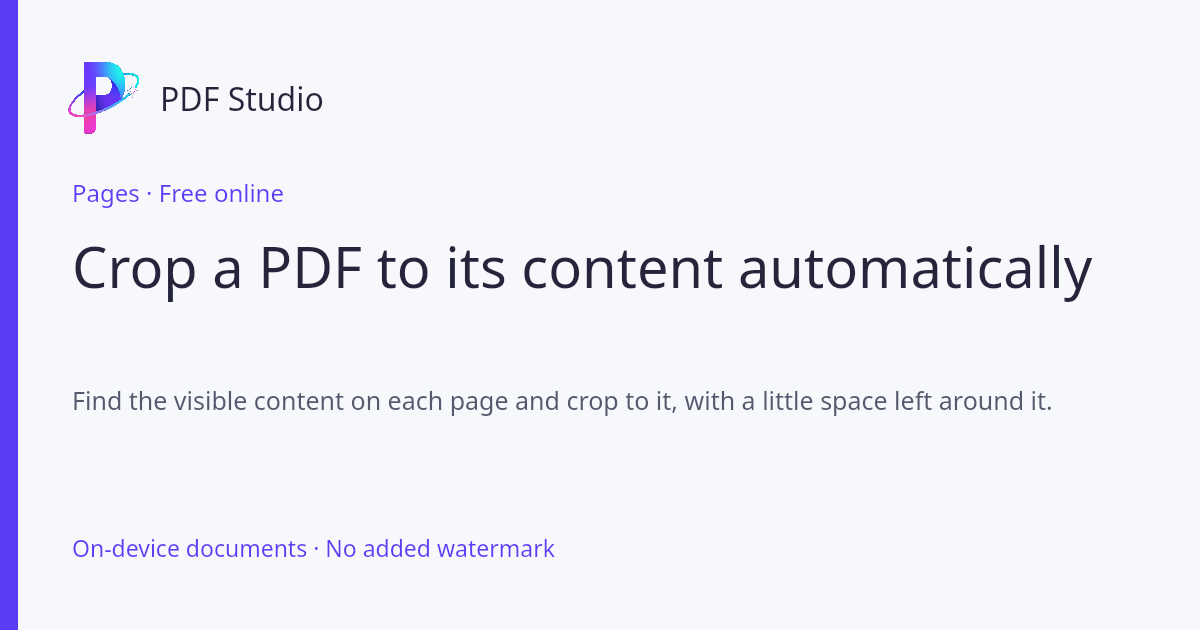 PDF Studio
Pages · Free online
Crop a PDF to its content automatically
Find the visible content on each page and crop to it, with a little space left around it.
On-device documents · No added watermark